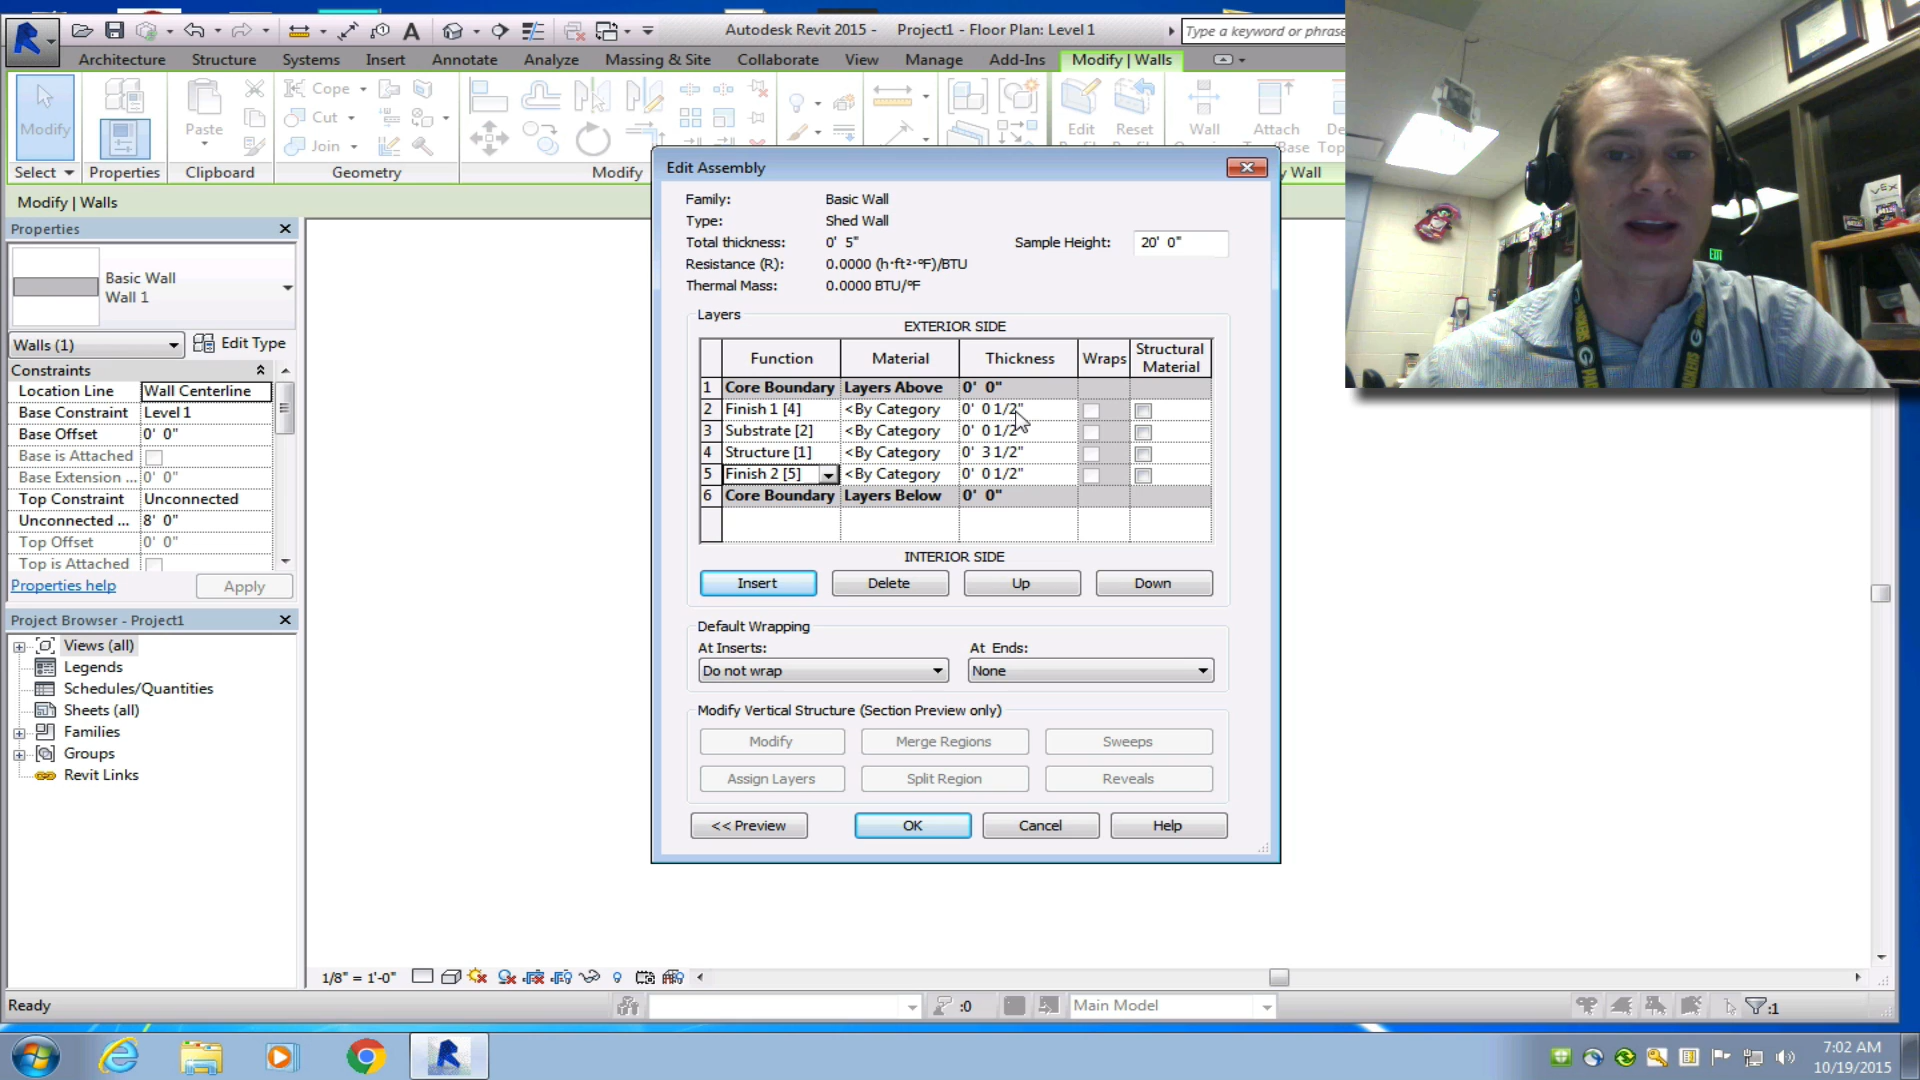 Autodesk Revit 2015 - Project1 - Floor Plan: Level 1
Type a keyword or phrase
Architecture Structure Systems Insert Annotate Analyze Massing & Site Collaborate View Manage Add-Ins Modify | Walls
Modify
Paste
Cope
Cut
Join
Edit
Reset
Wall
Attach
Top/Base
Select
Properties
Clipboard
Geometry
Modify
Wall
Modify | Walls
Properties
Basic Wall
Wall 1
Walls (1)
Edit Type
Constraints
Location Line Wall Centerline
Base Constraint Level 1
Base Offset 0' 0"
Base is Attached
Base Extension ... 0' 0"
Top Constraint Unconnected
Unconnected ... 8' 0"
Top Offset 0' 0"
Top is Attached
Properties help
Apply
Project Browser - Project1
Views (all)
Legends
Schedules/Quantities
Sheets (all)
Families
Groups
Revit Links
Edit Assembly
Family: Basic Wall
Type: Shed Wall
Total thickness: 0' 5"
Sample Height: 20' 0"
Resistance (R): 0.0000 (h·ft²·°F)/BTU
Thermal Mass: 0.0000 BTU/°F
Layers
EXTERIOR SIDE
Function Material Thickness Wraps Structural Material
1 Core Boundary Layers Above 0' 0"
2 Finish 1 [4] <By Category 0' 0 1/2"
3 Substrate [2] <By Category 0' 0 1/2"
4 Structure [1] <By Category 0' 3 1/2"
5 Finish 2 [5] <By Category 0' 0 1/2"
6 Core Boundary Layers Below 0' 0"
INTERIOR SIDE
Insert Delete Up Down
Default Wrapping
At Inserts: At Ends:
Do not wrap None
Modify Vertical Structure (Section Preview only)
Modify Merge Regions Sweeps
Assign Layers Split Region Reveals
<< Preview OK Cancel Help
1/8" = 1'-0"
Ready
:0
Main Model
:1
7:02 AM
10/19/2015
VEX
EXIT
PACKERS